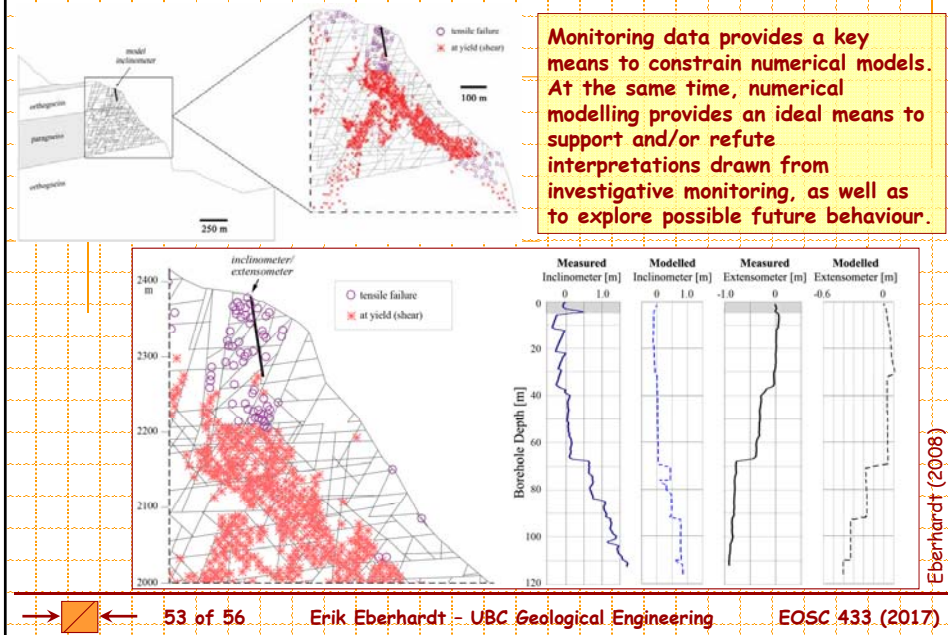 model
inclinometer
orthogneiss
paragneiss
orthogneiss
250 m
tensile failure
at yield (shear)
100 m
Monitoring data provides a key
means to constrain numerical models.
At the same time, numerical
modelling provides an ideal means to
support and/or refute
interpretations drawn from
investigative monitoring, as well as
to explore possible future behaviour.
inclinometer/
extensometer
tensile failure
at yield (shear)
2400
m
2300
2200
2100
2000
Measured
Inclinometer [m]
0 1.0
Modelled
Inclinometer [m]
0 1.0
Measured
Extensometer [m]
-1.0 0
Modelled
Extensometer [m]
-0.6 0
Borehole Depth [m]
0
20
40
60
80
100
120
Eberhardt (2008)
53 of 56 Erik Eberhardt – UBC Geological Engineering EOSC 433 (2017)